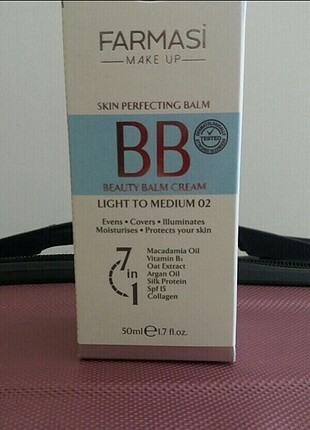 FARMASİ
MAKE UP
SKIN PERFECTING BALM
BB
TESTED
BEAUTY BALM CREAM
LIGHT TO MEDIUM 02
Evens • Covers • Illuminates
Moisturises • Protects your skin
7 in 1
Macadamia Oil
Vitamin B₅
Oat Extract
Argan Oil
Silk Protein
Spf 15
Collagen
50ml e 1.7 fl.oz.